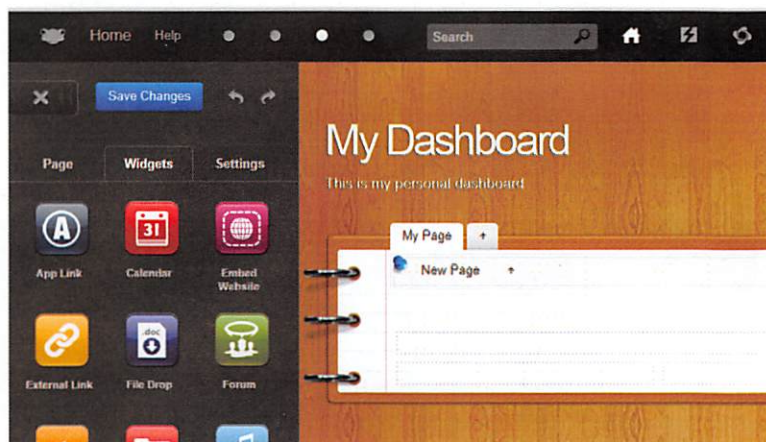 Home Help Search
Save Changes
Page Widgets Settings
My Dashboard
This is my personal dashboard
A 31
App Link Calendar Embed Website
My Page +
New Page +
.doc
External Link File Drop Forum